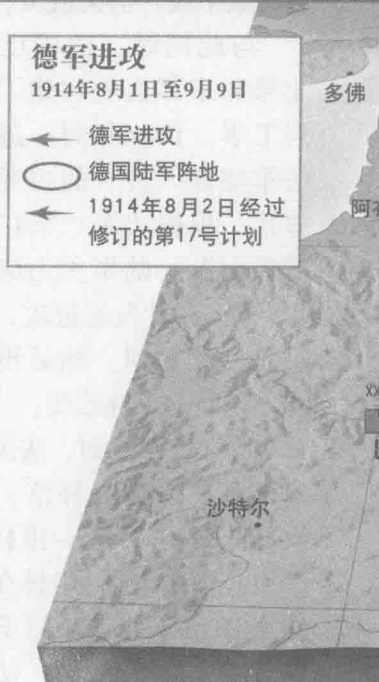 德军进攻
1914年8月1日至9月9日
德军进攻
德国陆军阵地
1914年8月2日经过
修订的第17号计划
多佛
阿布
沙特尔